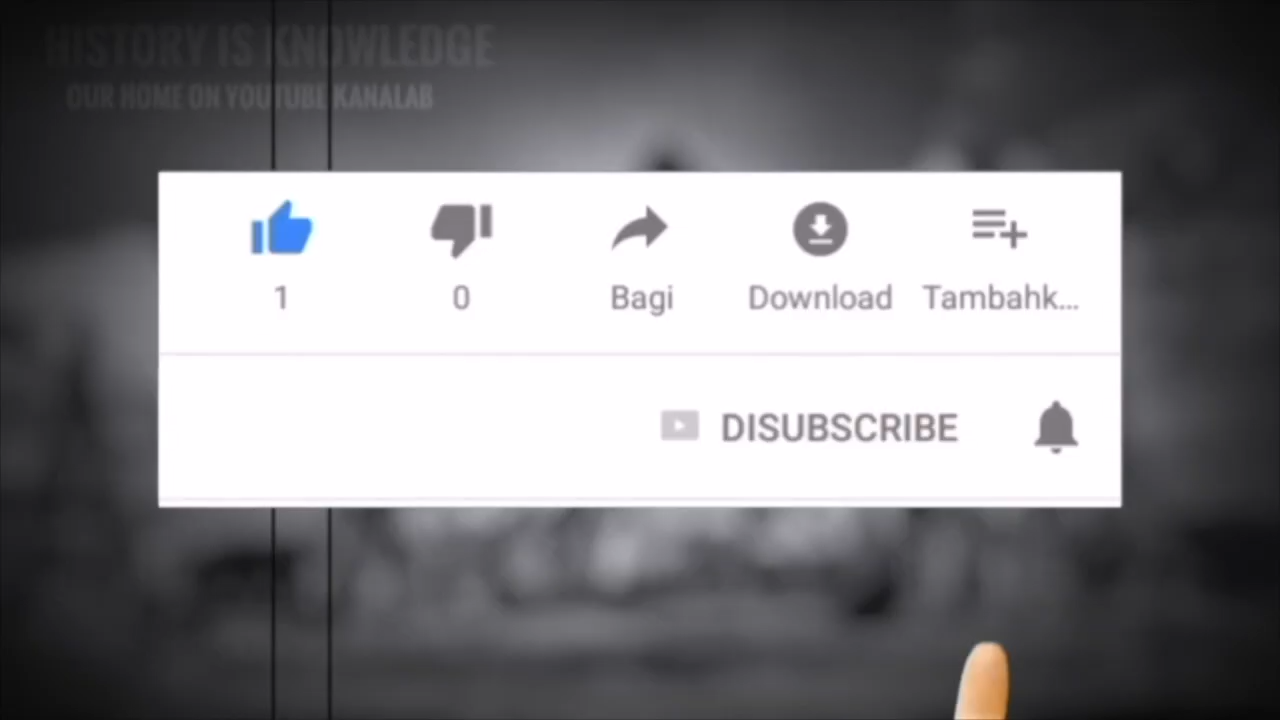 HISTORY IS KNOWLEDGE
OUR HOME ON YOUTUBE KANALAB
1 0 Bagi Download Tambahk...
DISUBSCRIBE